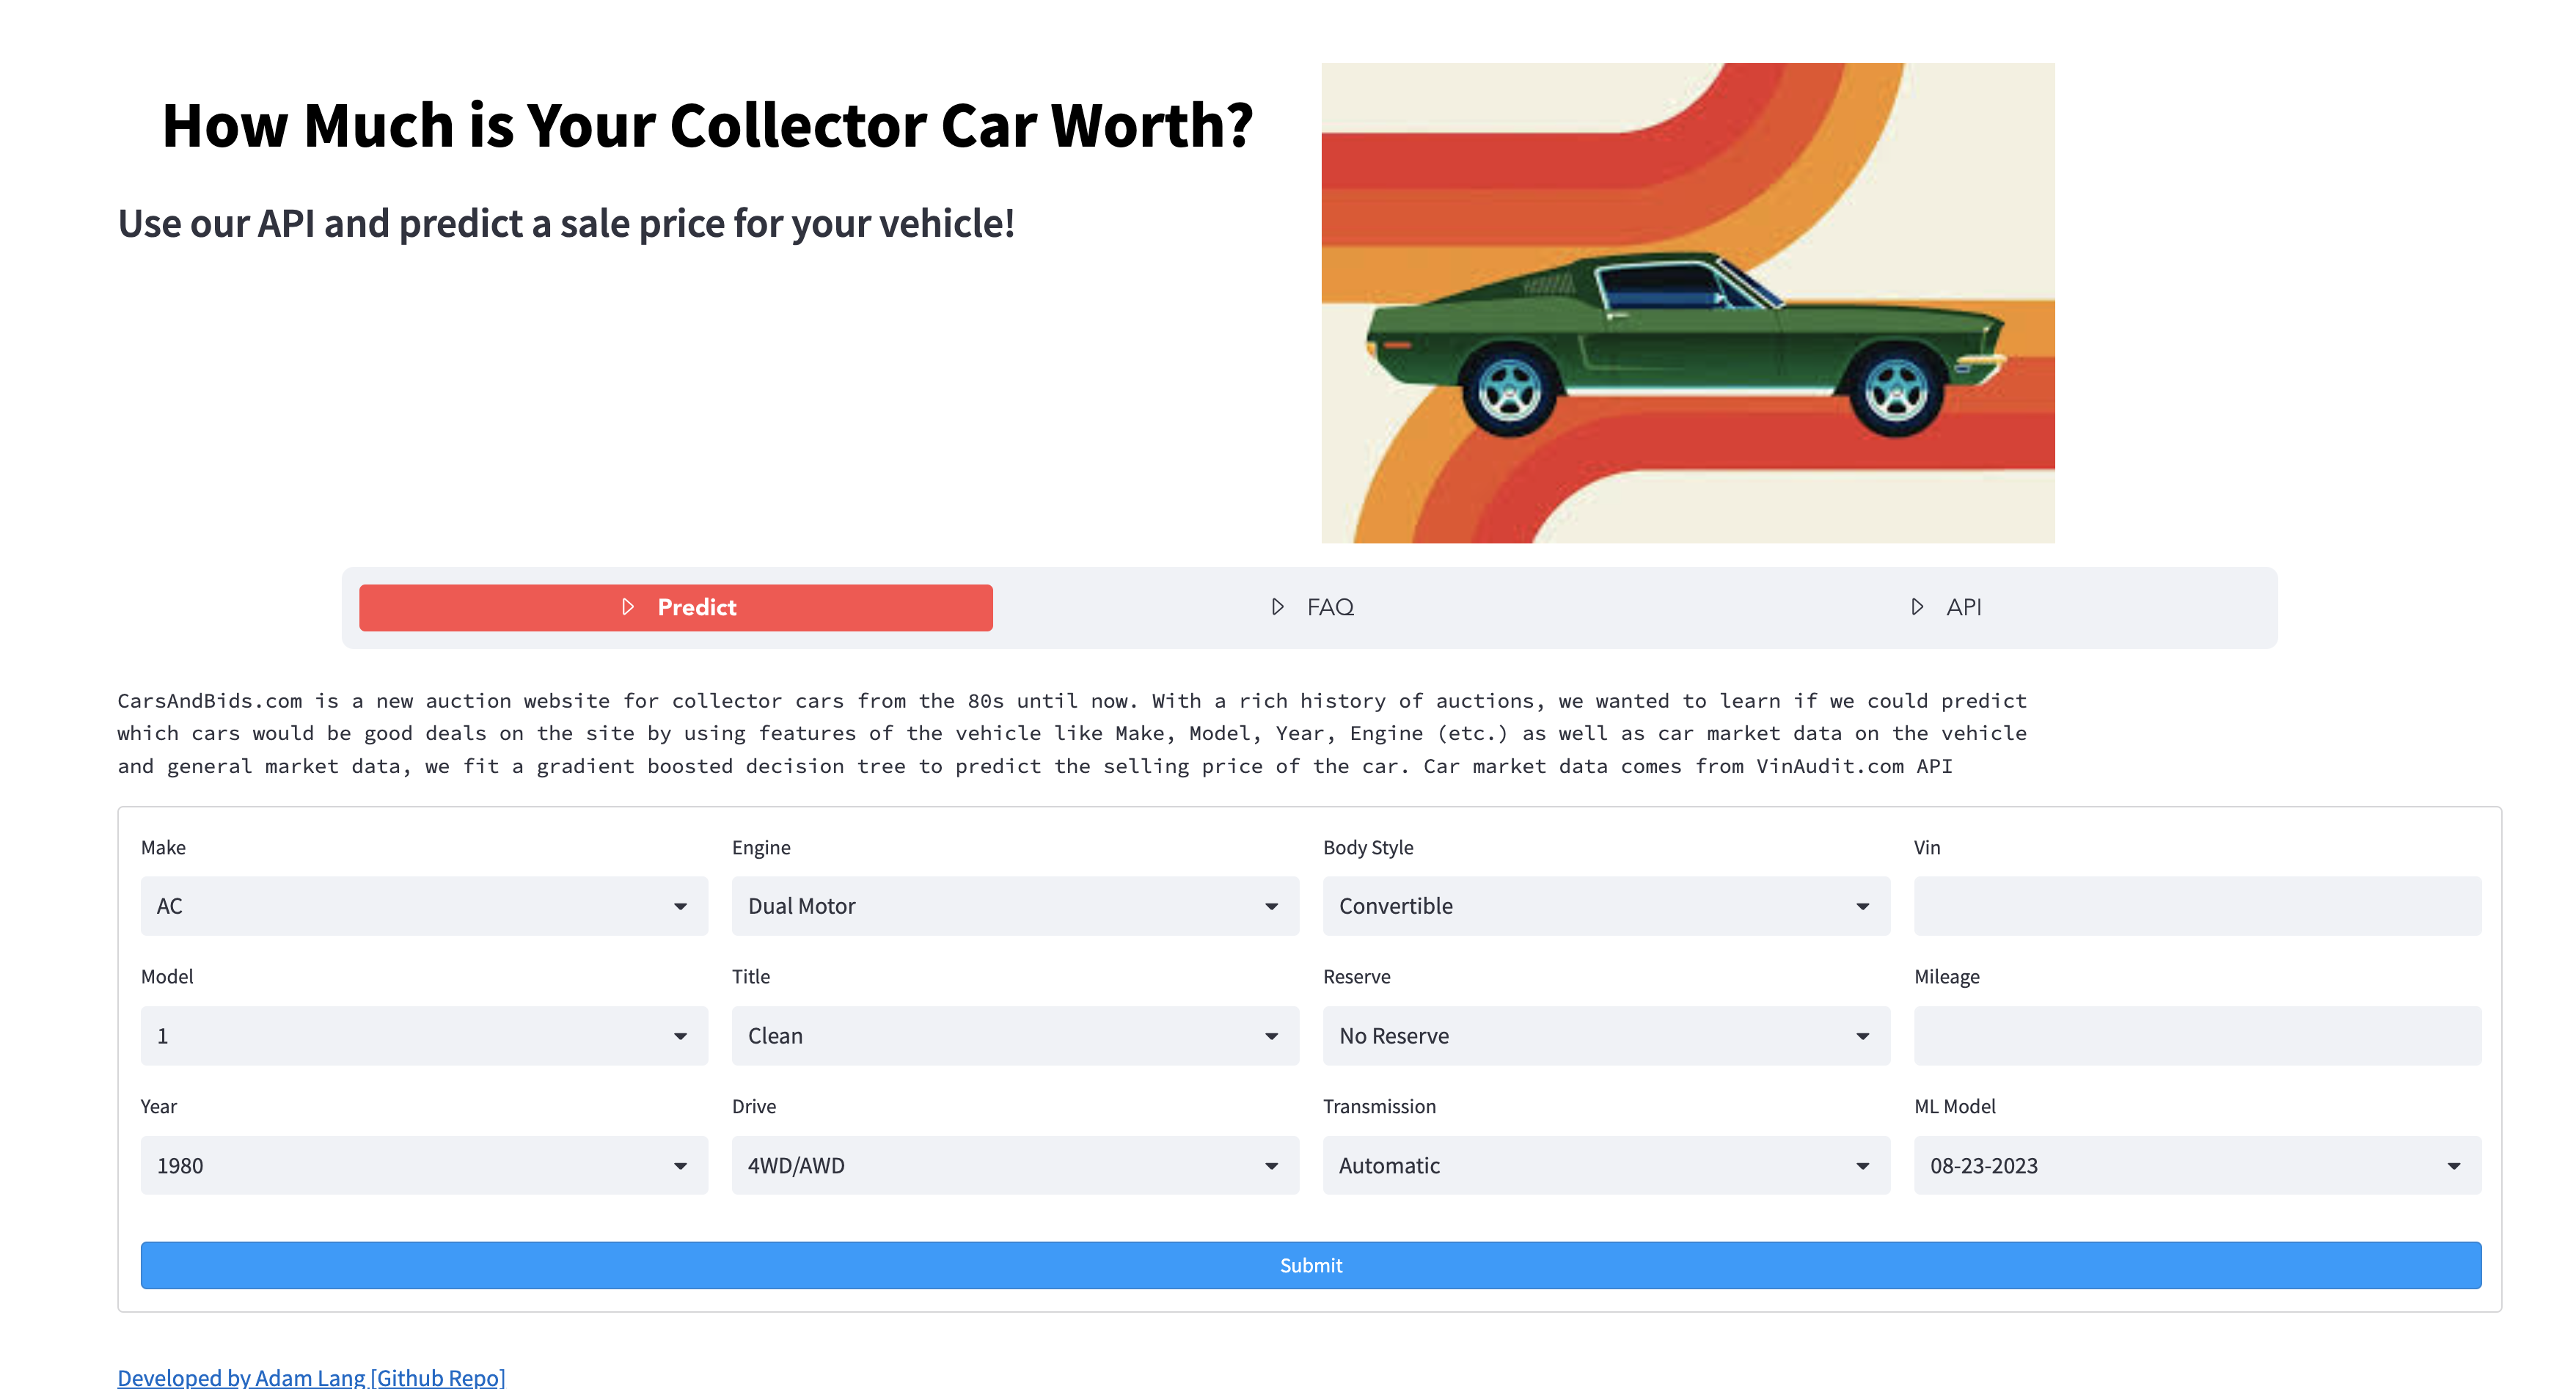 How Much is Your Collector Car Worth?
Use our API and predict a sale price for your vehicle!
Predict
FAQ
API
CarsAndBids.com is a new auction website for collector cars from the 80s until now. With a rich history of auctions, we wanted to learn if we could predict
which cars would be good deals on the site by using features of the vehicle like Make, Model, Year, Engine (etc.) as well as car market data on the vehicle
and general market data, we fit a gradient boosted decision tree to predict the selling price of the car. Car market data comes from VinAudit.com API
Make
Engine
Body Style
Vin
AC
Dual Motor
Convertible
Model
Title
Reserve
Mileage
1
Clean
No Reserve
Year
Drive
Transmission
ML Model
1980
4WD/AWD
Automatic
08-23-2023
Submit
Developed by Adam Lang [Github Repo]